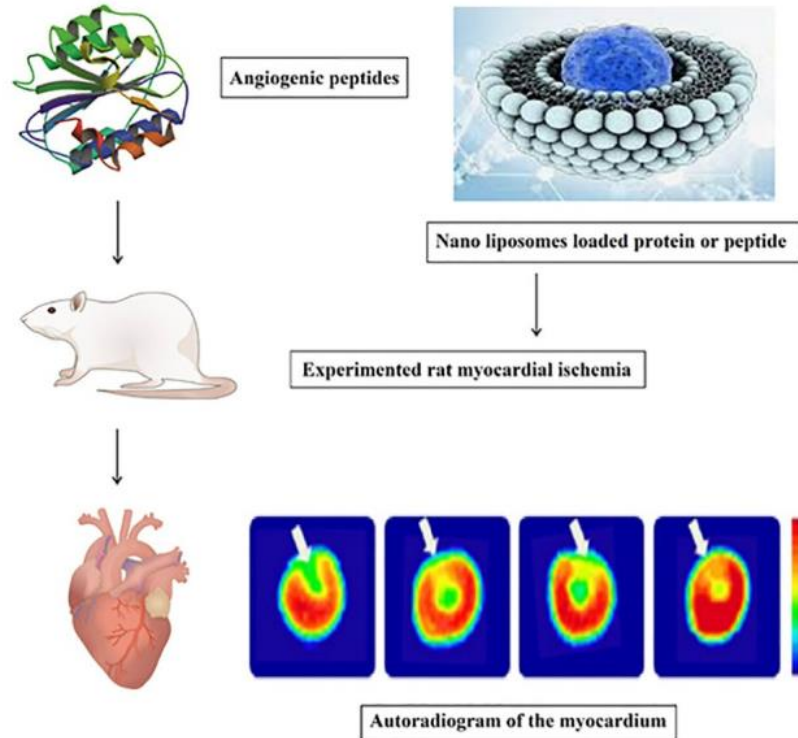 Angiogenic peptides
Nano liposomes loaded protein or peptide
Experimented rat myocardial ischemia
Autoradiogram of the myocardium